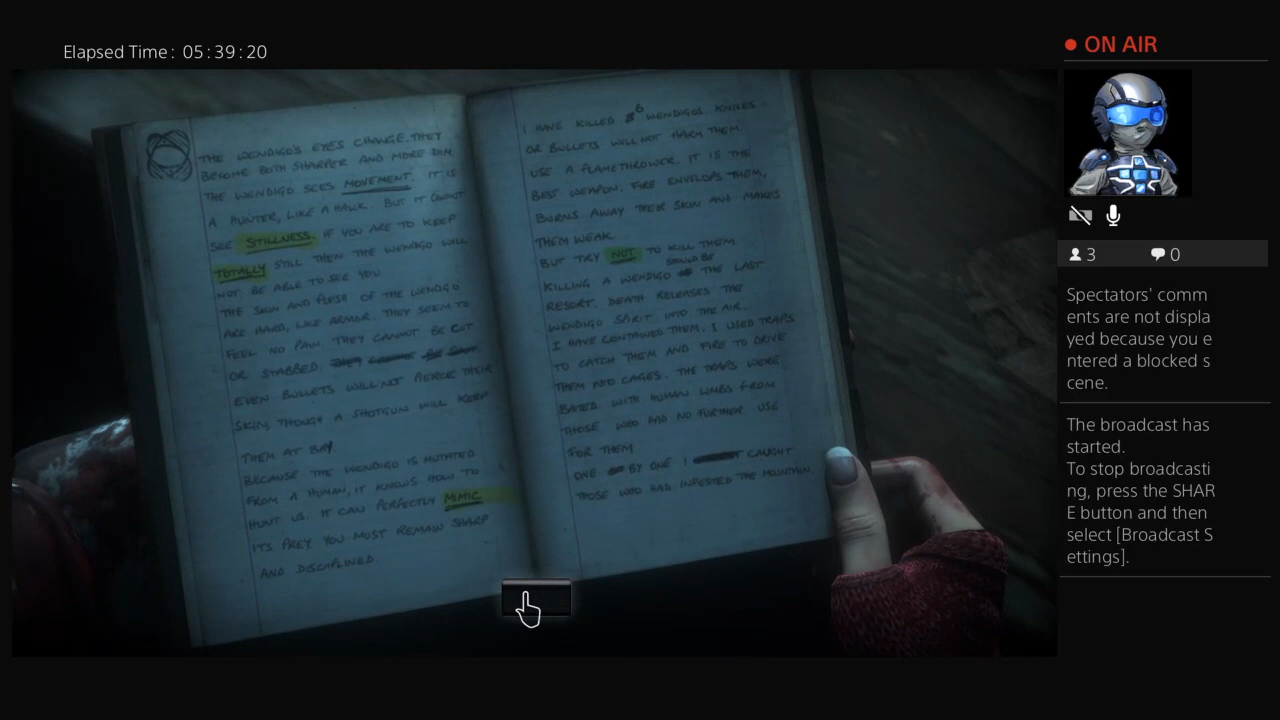 Elapsed Time: 05:39:20
THE WENDIGO'S EYES CHANGE. THEY
BECOME BOTH SHARPER AND MORE DIM.
THE WENDIGO SEES MOVEMENT. IT IS
A HUNTER, LIKE A HAWK. BUT IT CANNOT
SEE STILLNESS. IF YOU ARE TO KEEP
TOTALLY STILL THEN THE WENDIGO WILL
NOT BE ABLE TO SEE YOU
THE SKIN AND FLESH OF THE WENDIGO
ARE HARD, LIKE ARMOR. THEY SEEM TO
FEEL NO PAIN. THEY CANNOT BE CUT
OR STABBED.
EVEN BULLETS WILL NOT PIERCE THEIR
SKIN, THOUGH A SHOTGUN WILL KEEP
THEM AT BAY.
BECAUSE THE WENDIGO IS MUTATED
FROM A HUMAN, IT KNOWS HOW TO
HUNT US. IT CAN PERFECTLY MIMIC
ITS PREY. YOU MUST REMAIN SHARP
AND DISCIPLINED.
I HAVE KILLED 6 WENDIGOS. KNIVES
OR BULLETS WILL NOT HARM THEM.
USE A FLAMETHROWER. IT IS THE
BEST WEAPON. FIRE ENVELOPS THEM,
BURNS AWAY THEIR SKIN AND MAKES
THEM WEAK.
BUT TRY NOT TO KILL THEM.
KILLING A WENDIGO SHOULD BE THE LAST
RESORT. DEATH RELEASES THE
WENDIGO SPIRIT INTO THE AIR.
I HAVE CONTAINED THEM. I USED TRAPS
TO CATCH THEM AND FIRE TO DRIVE
THEM INTO CAGES. THE TRAPS WERE
BAITED WITH HUMAN LIMBS FROM
THOSE WHO HAD NO FURTHER USE
FOR THEM
ONE BY ONE I CAUGHT
THOSE WHO HAD INFESTED THE MOUNTAIN.
ON AIR
3 0
Spectators' comm
ents are not displa
yed because you e
ntered a blocked s
cene.
The broadcast has
started.
To stop broadcasti
ng, press the SHAR
E button and then
select [Broadcast S
ettings].